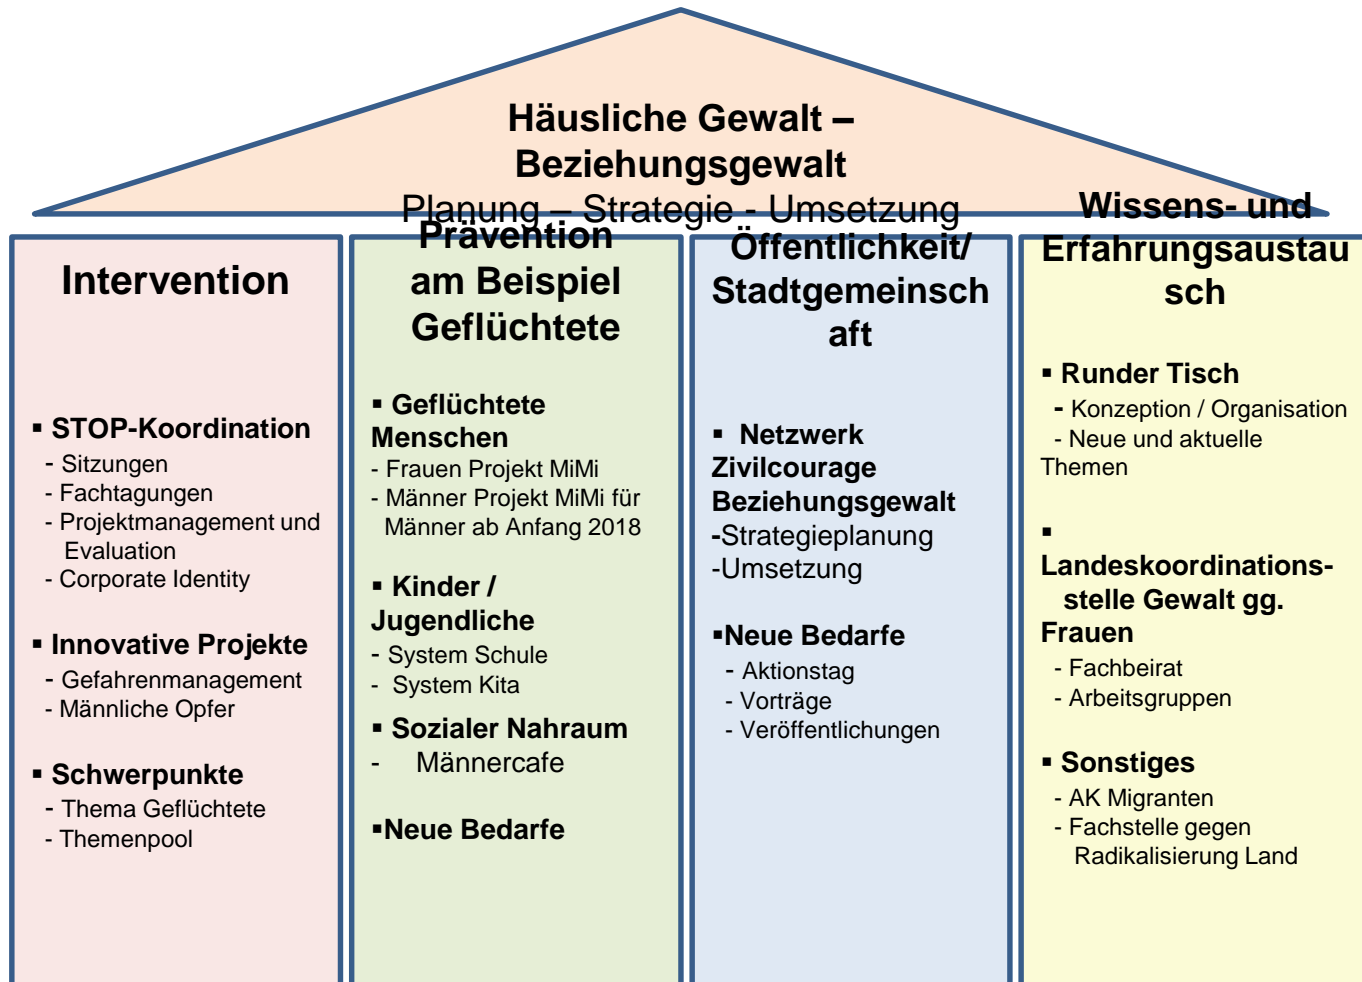 Häusliche Gewalt –
Beziehungsgewalt
Planung – Strategie - Umsetzung
Intervention
▪ STOP-Koordination
- Sitzungen
- Fachtagungen
- Projektmanagement und
Evaluation
- Corporate Identity
▪ Innovative Projekte
- Gefahrenmanagement
- Männliche Opfer
▪ Schwerpunkte
- Thema Geflüchtete
- Themenpool
Prävention
am Beispiel
Geflüchtete
▪ Geflüchtete
Menschen
- Frauen Projekt MiMi
- Männer Projekt MiMi für
Männer ab Anfang 2018
▪ Kinder /
Jugendliche
- System Schule
- System Kita
▪ Sozialer Nahraum
- Männercafe
▪Neue Bedarfe
Öffentlichkeit/
Stadtgemeinsch
aft
▪ Netzwerk
Zivilcourage
Beziehungsgewalt
-Strategieplanung
-Umsetzung
▪Neue Bedarfe
- Aktionstag
- Vorträge
- Veröffentlichungen
Wissens- und
Erfahrungsaustau
sch
▪ Runder Tisch
- Konzeption / Organisation
- Neue und aktuelle
Themen
▪
Landeskoordinations-
stelle Gewalt gg.
Frauen
- Fachbeirat
- Arbeitsgruppen
▪ Sonstiges
- AK Migranten
- Fachstelle gegen
Radikalisierung Land